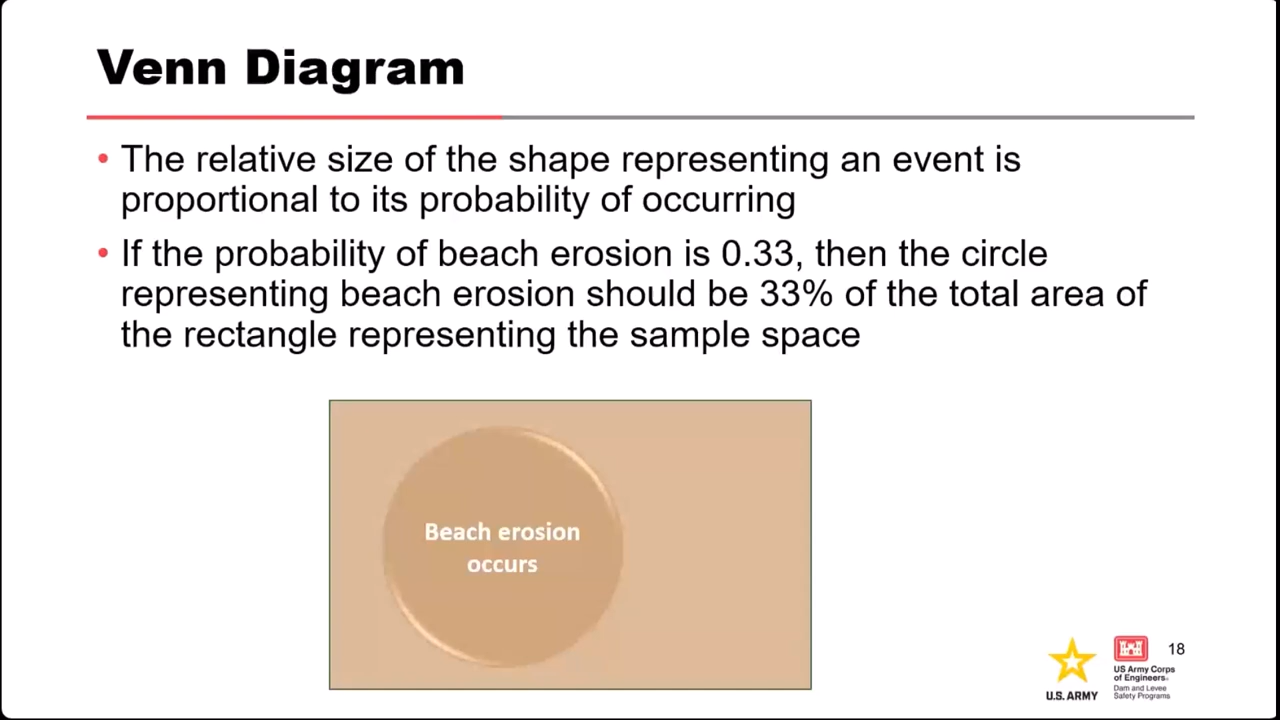 Venn Diagram
• The relative size of the shape representing an event is
proportional to its probability of occurring
• If the probability of beach erosion is 0.33, then the circle
representing beach erosion should be 33% of the total area of
the rectangle representing the sample space
Beach erosion
occurs
U.S. ARMY
US Army Corps
of Engineers®
Dam and Levee
Safety Programs
18